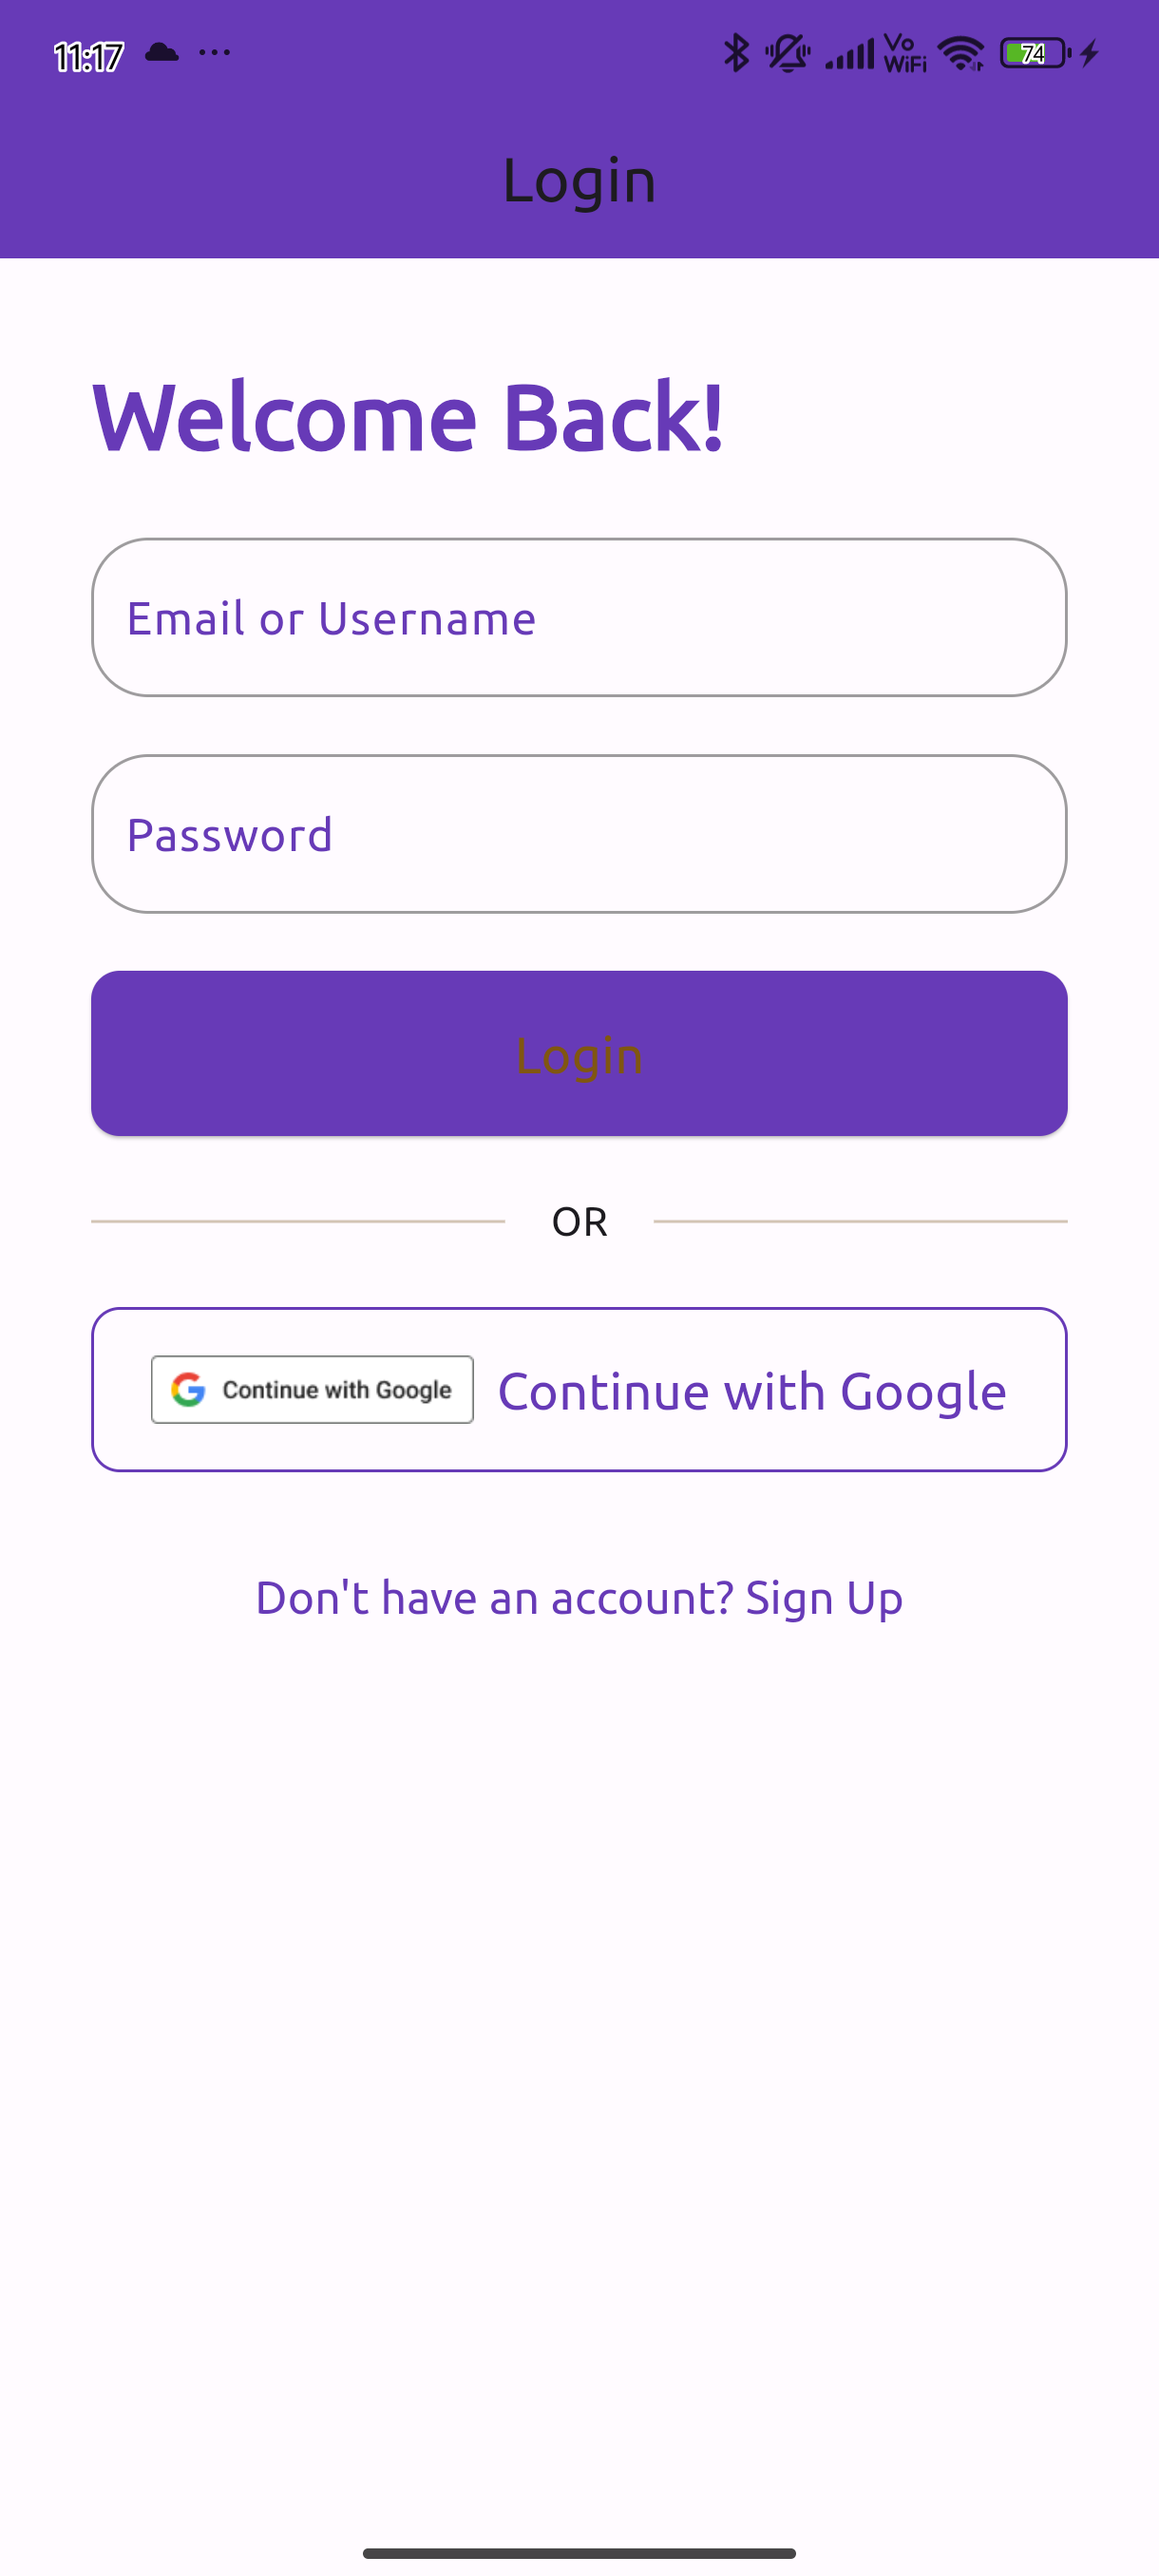 11:17 ... Vo WiFi 74
Login
Welcome Back!
Email or Username
Password
Login
OR
Continue with Google Continue with Google
Don't have an account? Sign Up